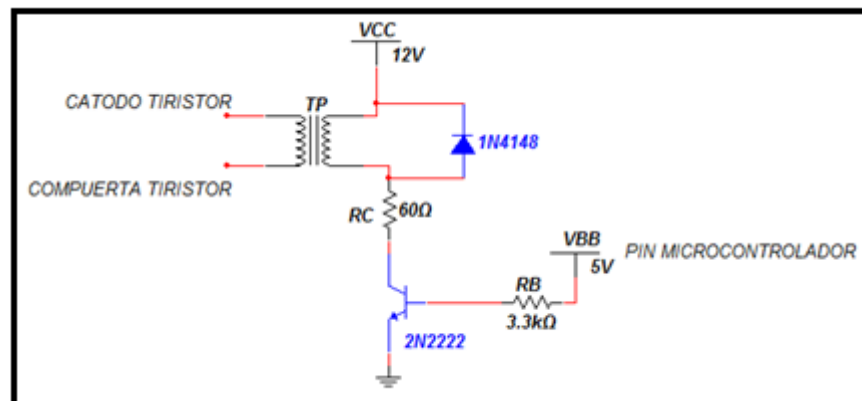 VCC
12V
CATODO TIRISTOR
TP
1N4148
COMPUERTA TIRISTOR
RC
60Ω
VBB
PIN MICROCONTROLADOR
5V
RB
3.3kΩ
2N2222